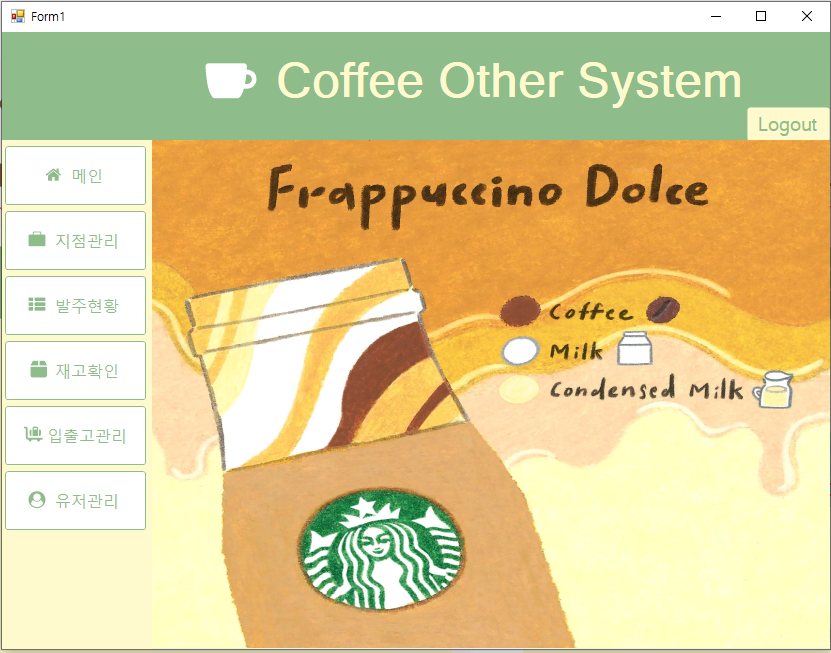 Form1
Coffee Other System
Logout
메인
지점관리
발주현황
재고확인
입출고관리
유저관리
Frappuccino Dolce
Coffee
Milk
Condensed Milk